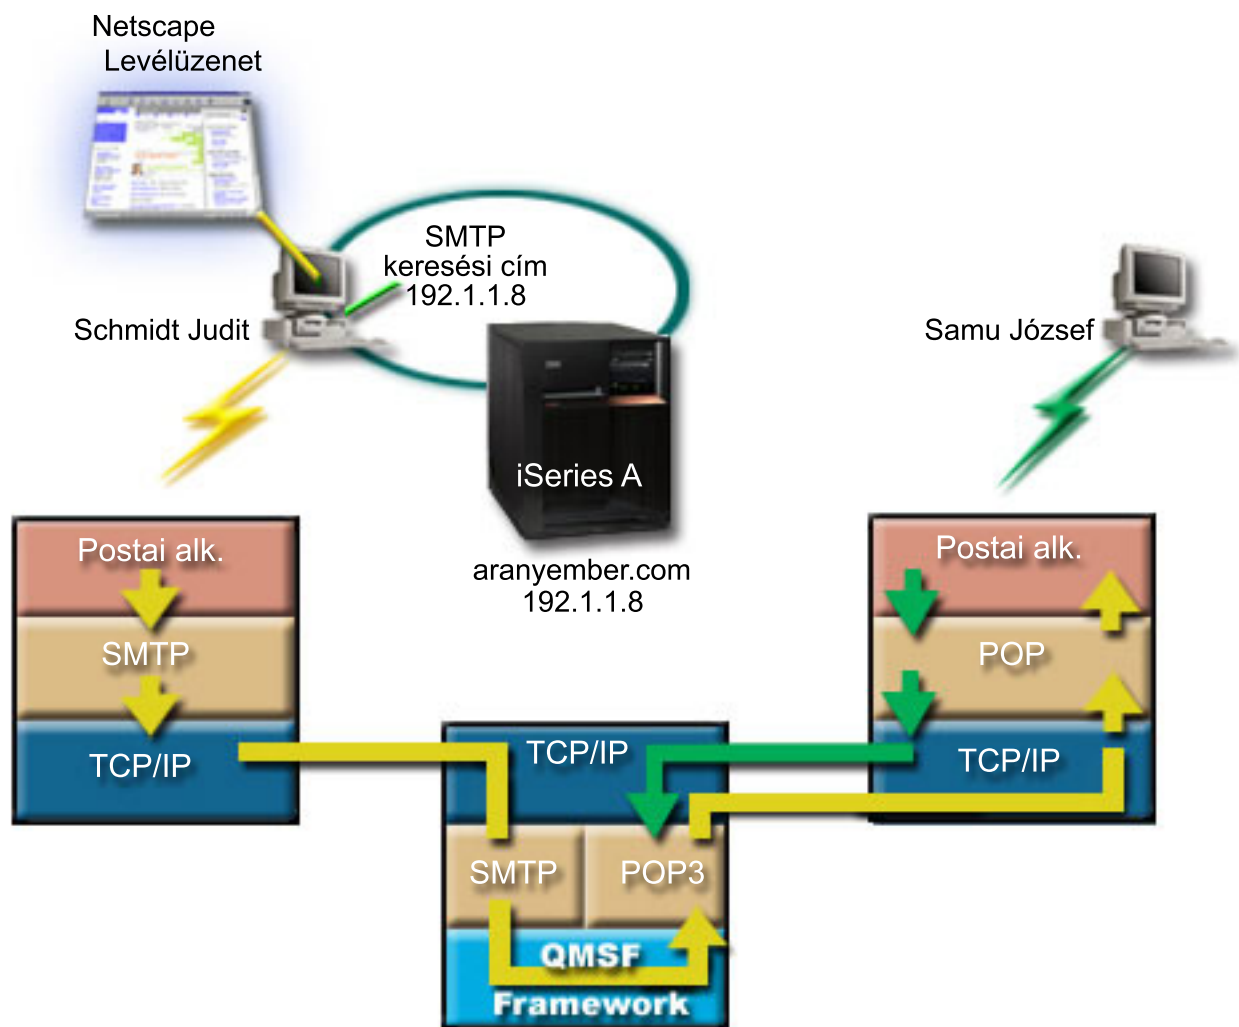 Netscape
Levélüzenet
SMTP
keresési cím
192.1.1.8
Schmidt Judit
Samu József
iSeries A
aranyember.com
192.1.1.8
Postai alk.
SMTP
TCP/IP
Postai alk.
POP
TCP/IP
TCP/IP
SMTP
POP3
QMSF
Framework